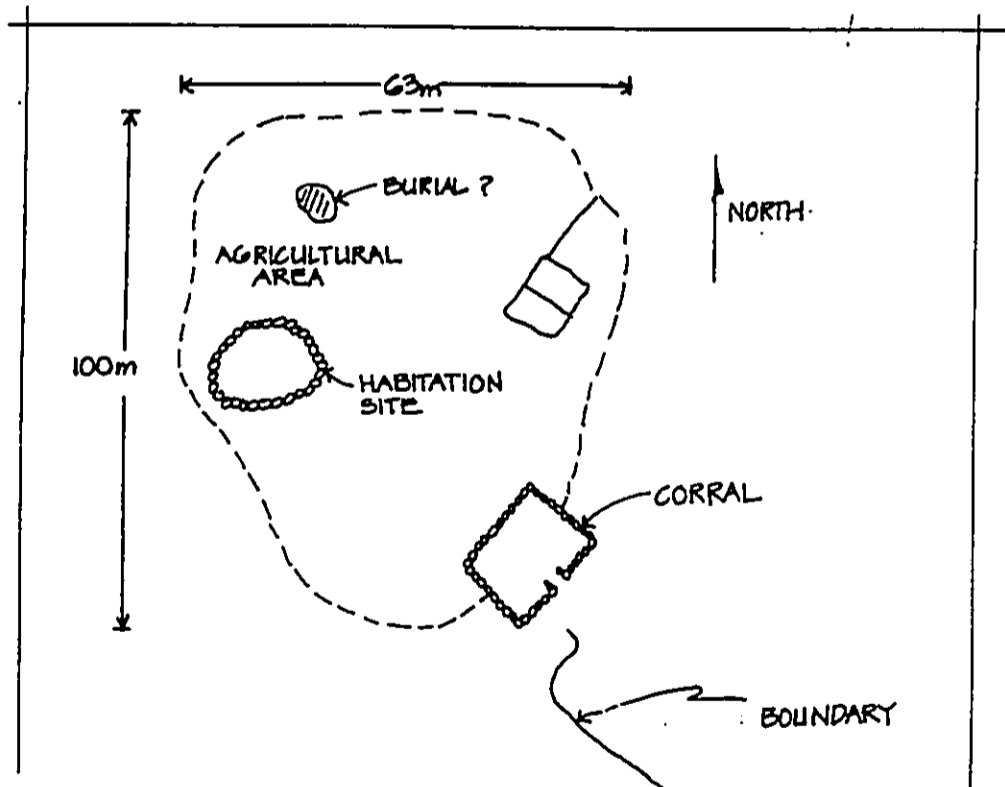 63m
BURIAL ?
NORTH.
AGRICULTURAL
AREA
100m
HABITATION
SITE
CORRAL
BOUNDARY